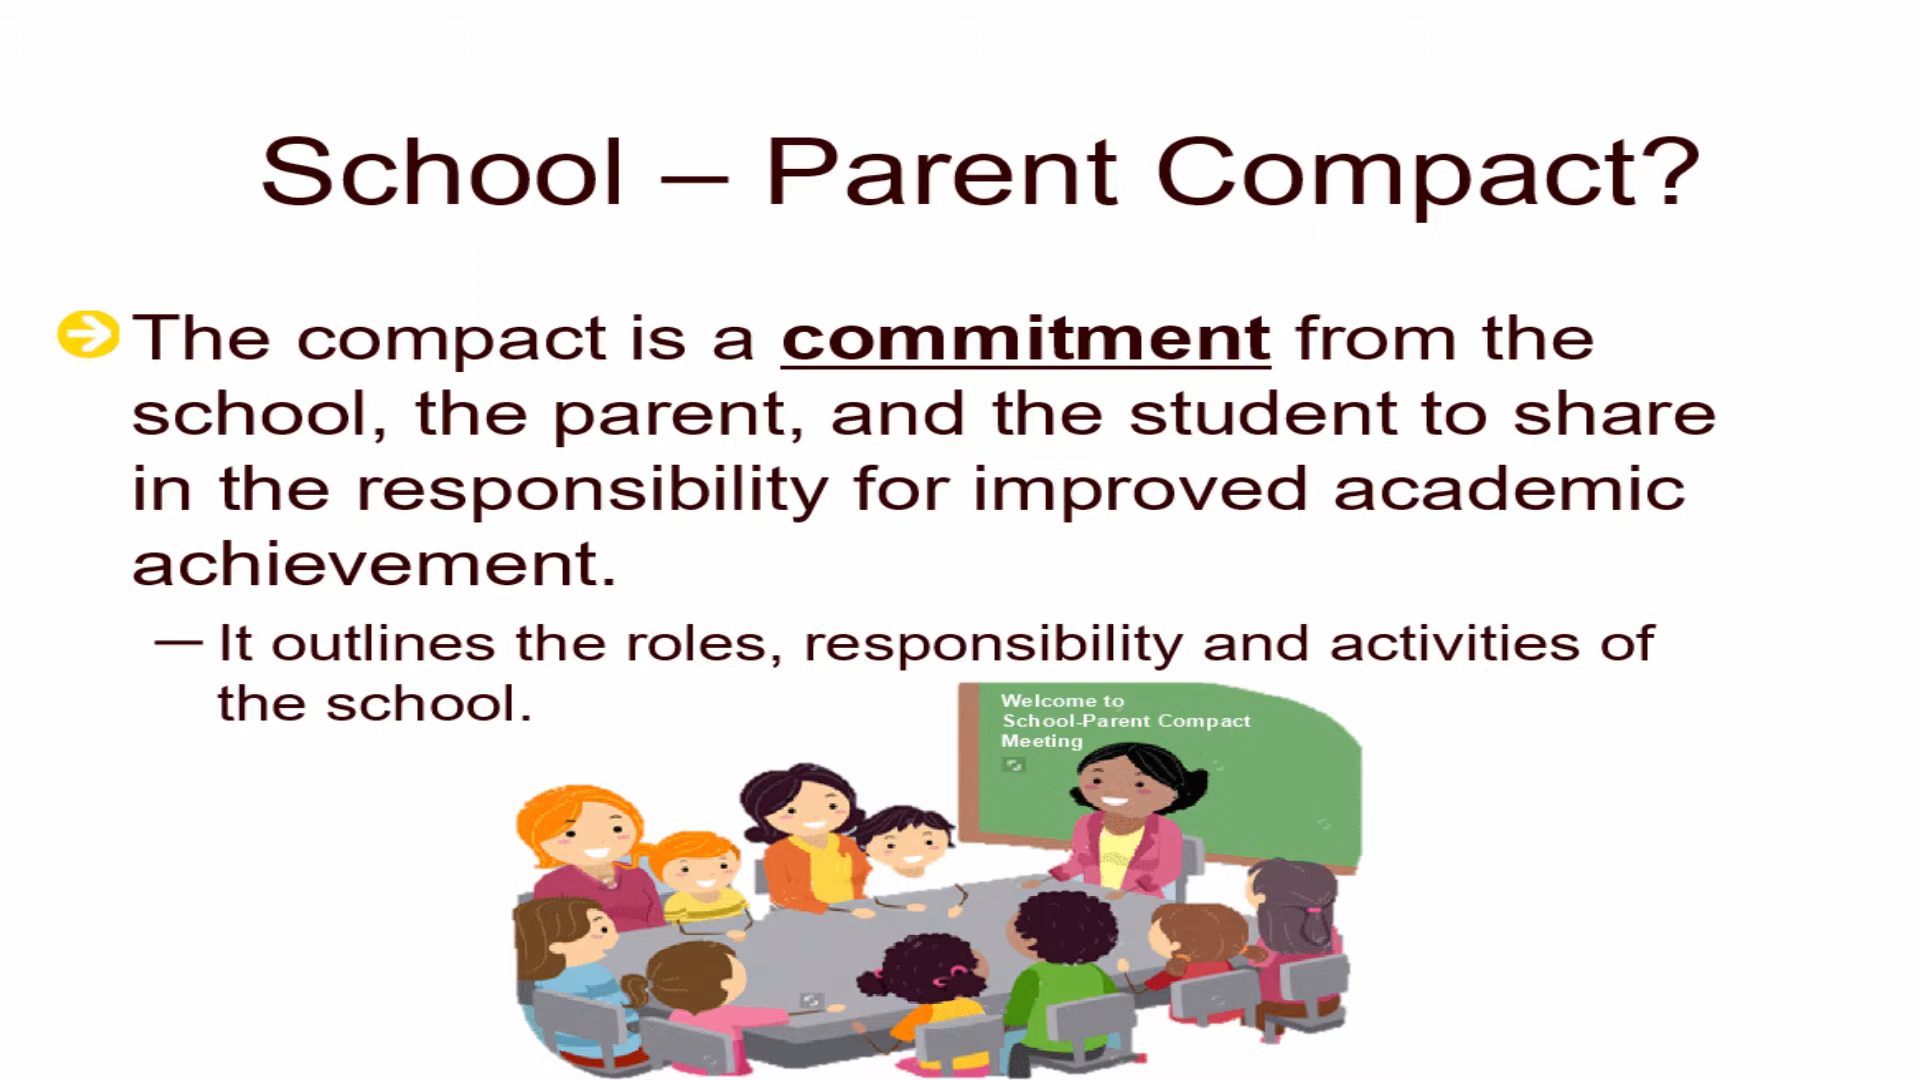 School – Parent Compact?
The compact is a commitment from the
school, the parent, and the student to share
in the responsibility for improved academic
achievement.
— It outlines the roles, responsibility and activities of
the school.
Welcome to
School-Parent Compact
Meeting